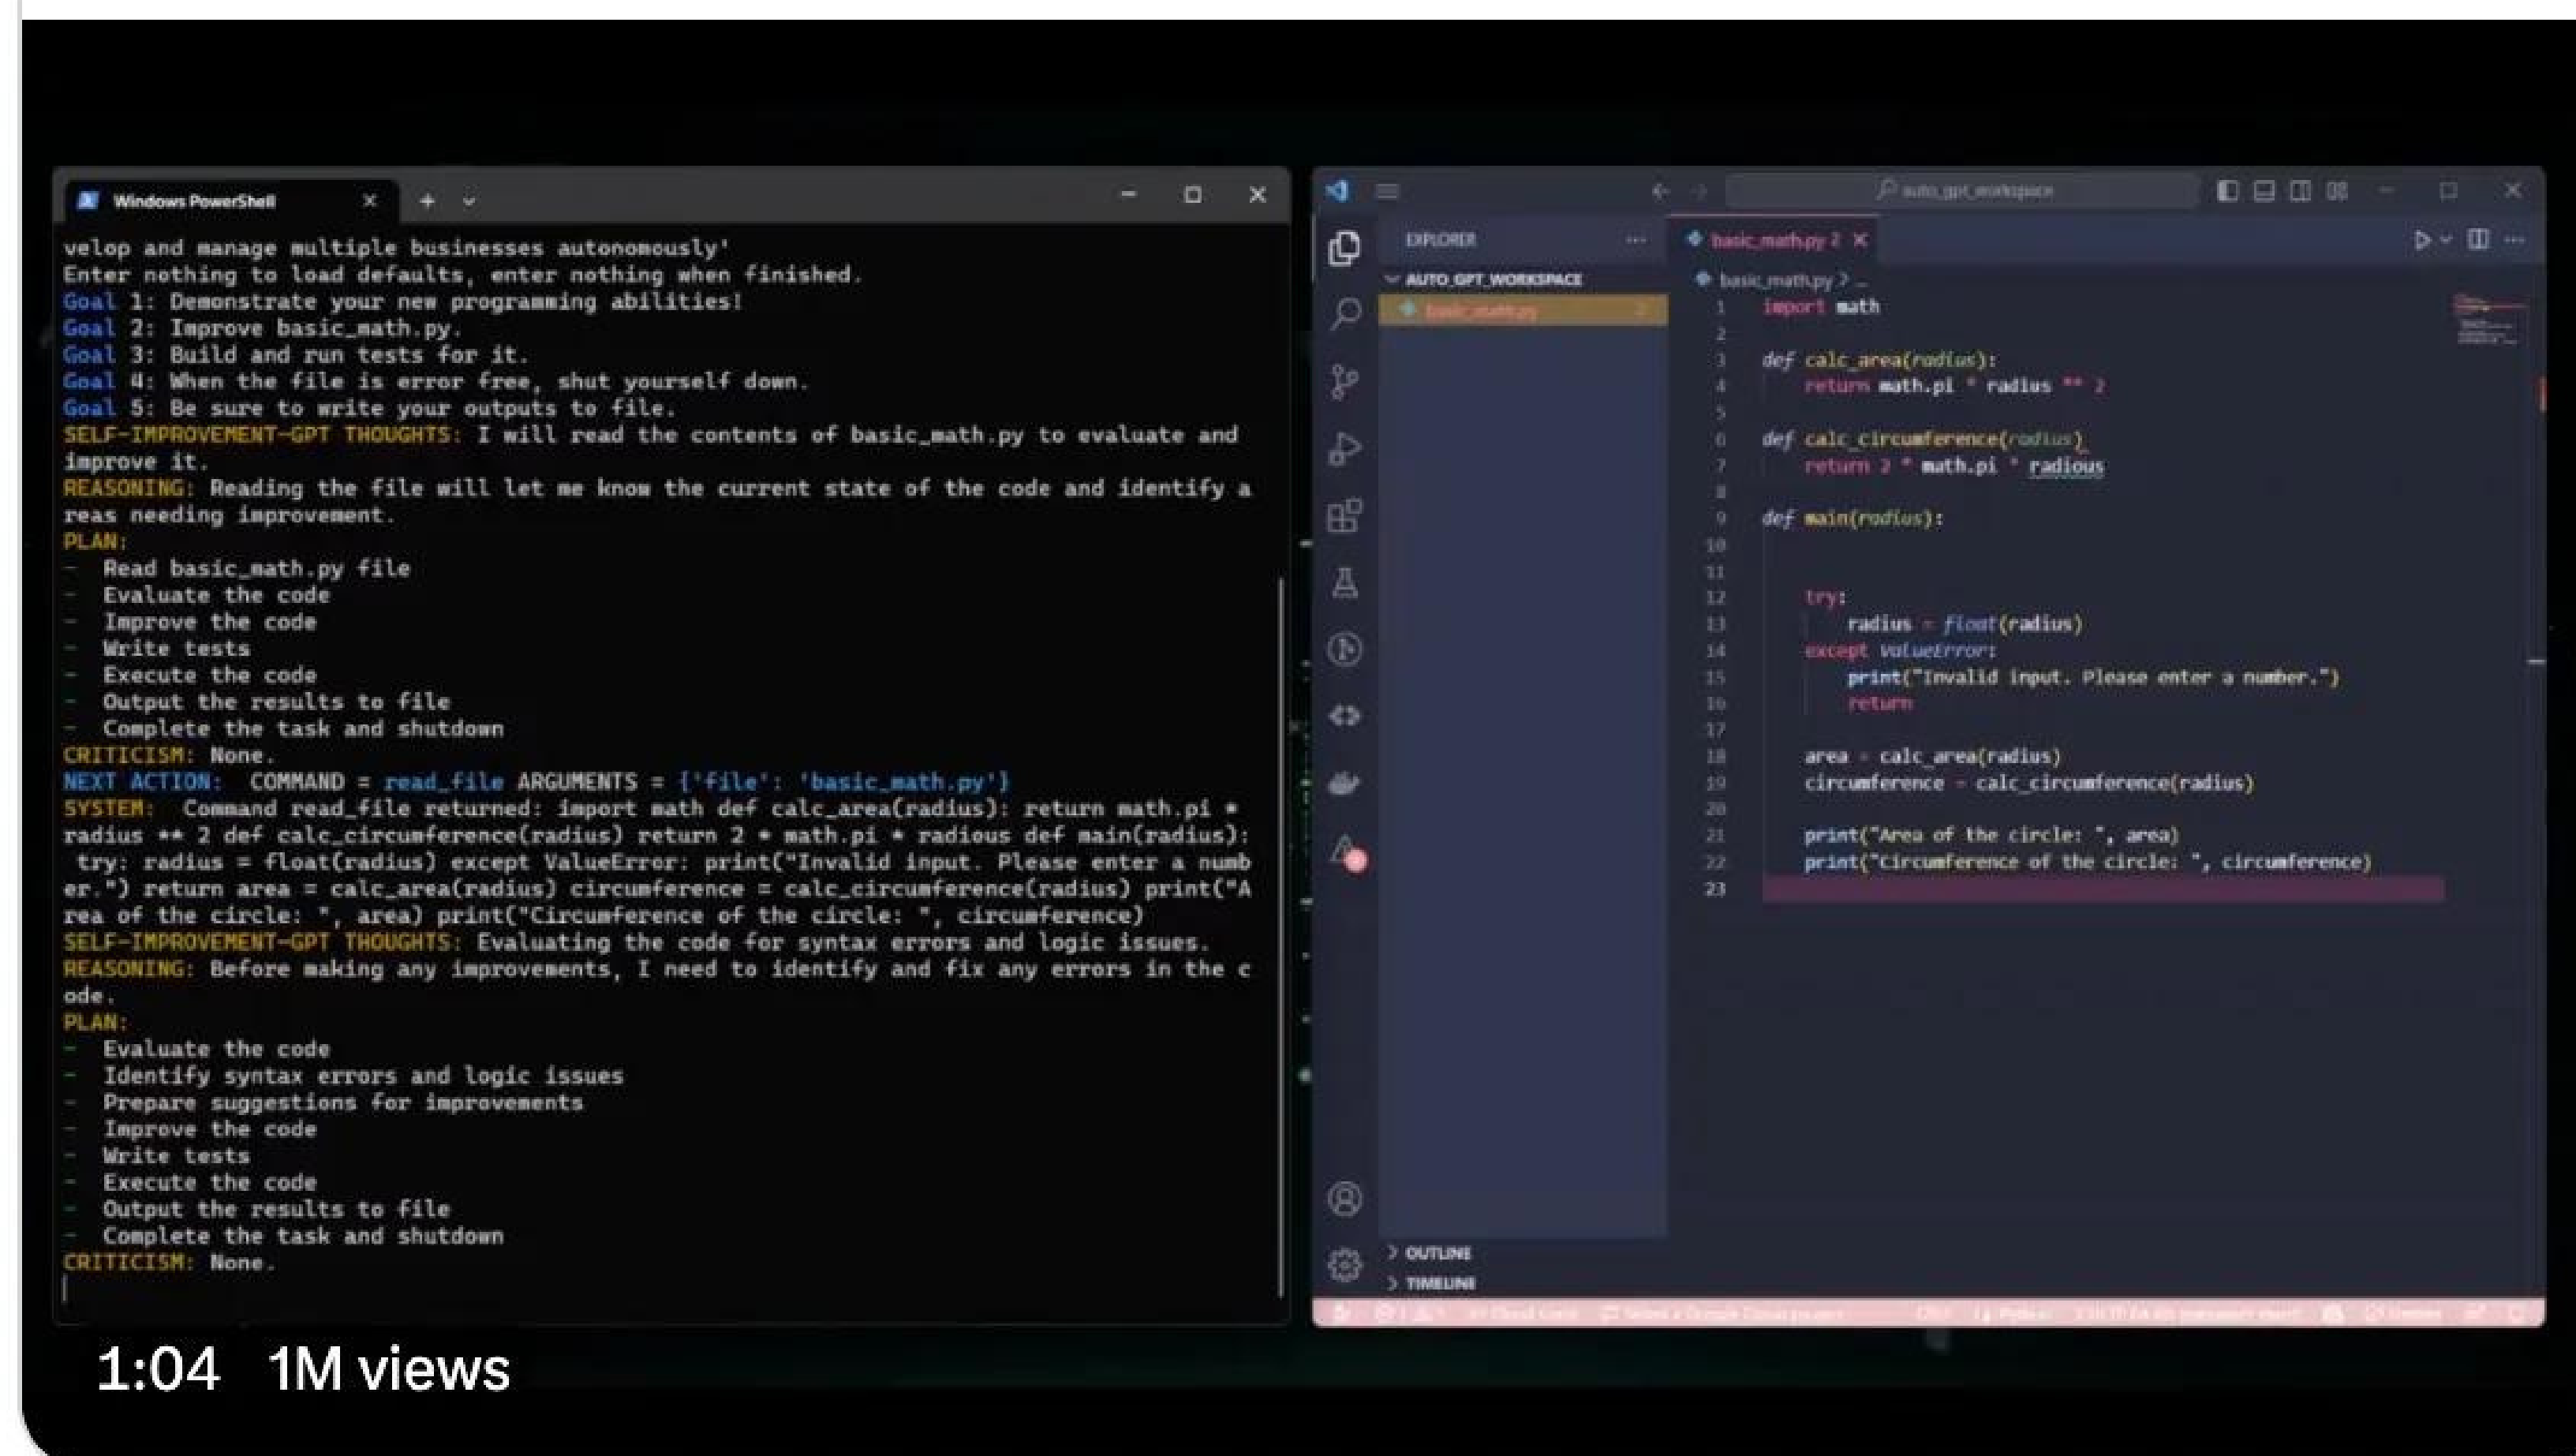 Windows PowerShell
velop and manage multiple businesses autonomously'
Enter nothing to load defaults, enter nothing when finished.
Goal 1: Demonstrate your new programming abilities!
Goal 2: Improve basic_math.py.
Goal 3: Build and run tests for it.
Goal 4: When the file is error free, shut yourself down.
Goal 5: Be sure to write your outputs to file.
SELF-IMPROVEMENT-GPT THOUGHTS: I will read the contents of basic_math.py to evaluate and
improve it.
REASONING: Reading the file will let me know the current state of the code and identify a
reas needing improvement.
PLAN:
- Read basic_math.py file
- Evaluate the code
- Improve the code
- Write tests
- Execute the code
- Output the results to file
- Complete the task and shutdown
CRITICISM: None.
NEXT ACTION: COMMAND = read_file ARGUMENTS = {'file': 'basic_math.py'}
SYSTEM: Command read_file returned: import math def calc_area(radius): return math.pi *
radius ** 2 def calc_circumference(radius) return 2 * math.pi * radious def main(radius):
try: radius = float(radius) except ValueError: print("Invalid input. Please enter a numb
er.") return area = calc_area(radius) circumference = calc_circumference(radius) print("A
rea of the circle: ", area) print("Circumference of the circle: ", circumference)
SELF-IMPROVEMENT-GPT THOUGHTS: Evaluating the code for syntax errors and logic issues.
REASONING: Before making any improvements, I need to identify and fix any errors in the c
ode.
PLAN:
- Evaluate the code
- Identify syntax errors and logic issues
- Prepare suggestions for improvements
- Improve the code
- Write tests
- Execute the code
- Output the results to file
- Complete the task and shutdown
CRITICISM: None.
auto_gpt_workspace
EXPLORER
AUTO_GPT_WORKSPACE
basic_math.py 2
basic_math.py 2
basic_math.py > ...
1 import math
2
3 def calc_area(radius):
4 return math.pi * radius ** 2
5
6 def calc_circumference(radius)
7 return 2 * math.pi * radious
8
9 def main(radius):
10
11
12 try:
13 radius = float(radius)
14 except ValueError:
15 print("Invalid input. Please enter a number.")
16 return
17
18 area = calc_area(radius)
19 circumference = calc_circumference(radius)
20
21 print("Area of the circle: ", area)
22 print("Circumference of the circle: ", circumference)
23
OUTLINE
TIMELINE
1:04 1M views